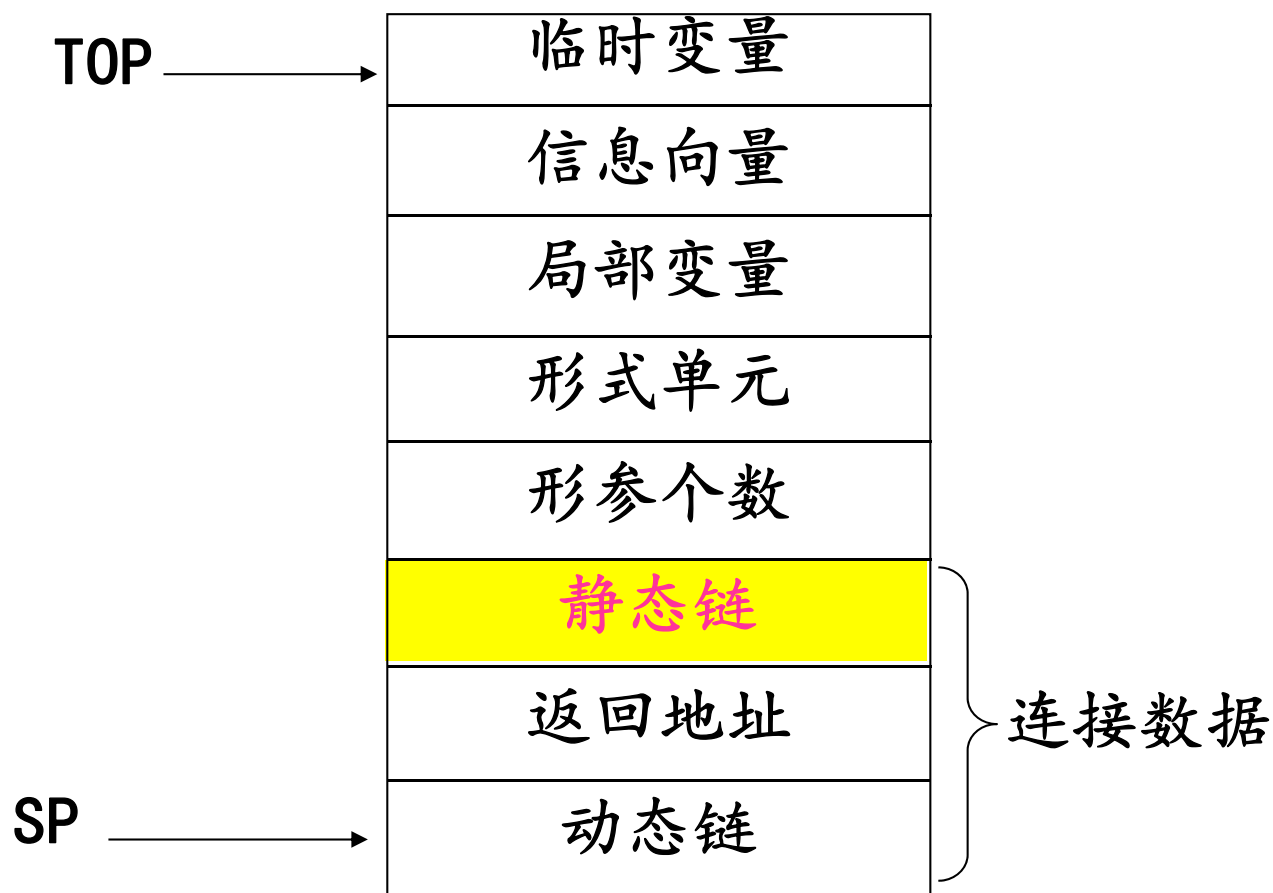 TOP
临时变量
信息向量
局部变量
形式单元
形参个数
静态链
返回地址
连接数据
SP
动态链